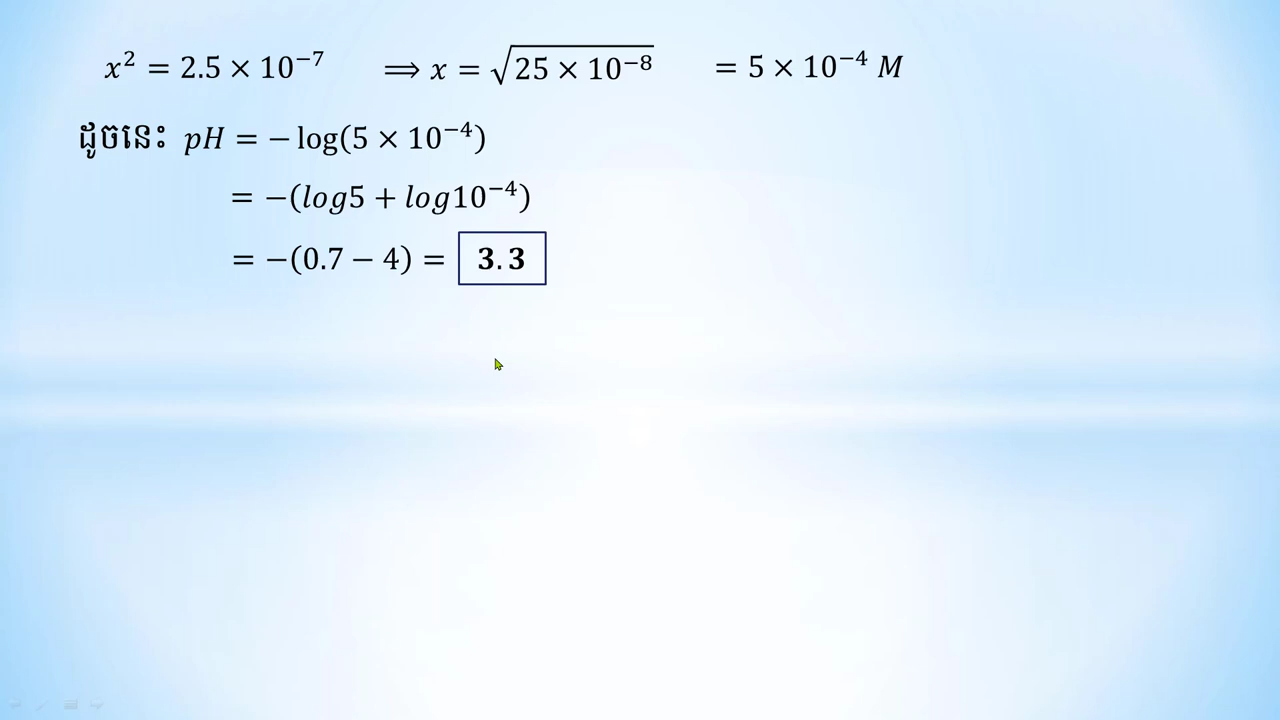 x² = 2.5 × 10⁻⁷ ⟹ x = √(25 × 10⁻⁸) = 5 × 10⁻⁴ M
ដូចនេះ pH = − log(5 × 10⁻⁴)
= −(log5 + log10⁻⁴)
= −(0.7 − 4) = 3.3